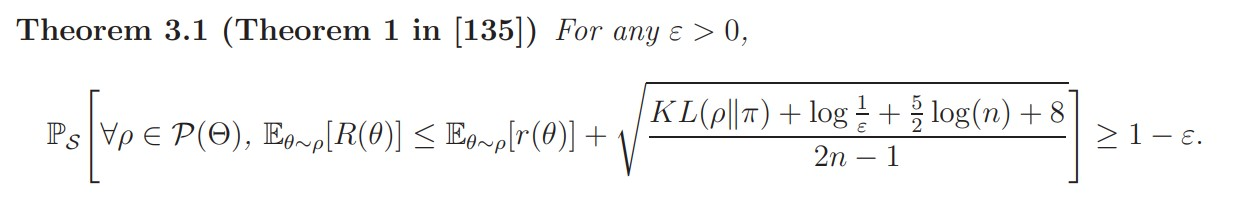 Theorem 3.1 (Theorem 1 in [135]) For any ε > 0,
ℙ_𝒮 [∀ρ ∈ 𝒫(Θ), 𝔼_{θ∼ρ}[R(θ)] ≤ 𝔼_{θ∼ρ}[r(θ)] + √((KL(ρ‖π) + log 1/ε + 5/2 log(n) + 8) / (2n − 1))] ≥ 1 − ε.